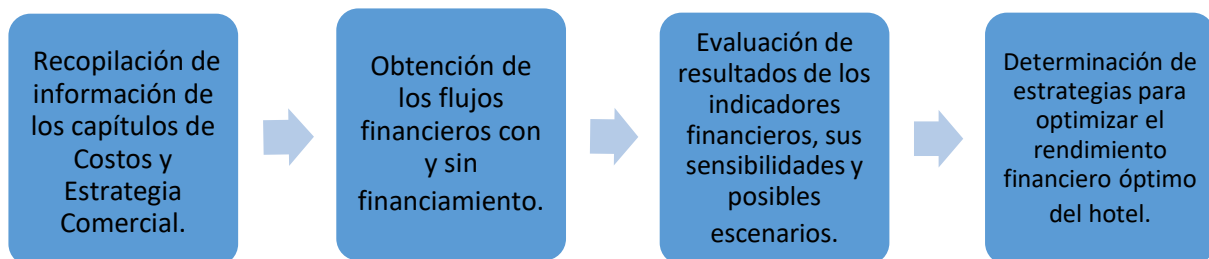 Recopilación de
información de
los capítulos de
Costos y
Estrategia
Comercial.
Obtención de
los flujos
financieros con
y sin
financiamiento.
Evaluación de
resultados de los
indicadores
financieros, sus
sensibilidades y
posibles
escenarios.
Determinación de
estrategias para
optimizar el
rendimiento
financiero óptimo
del hotel.